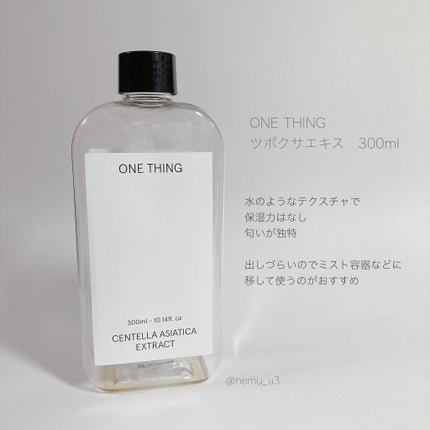 ONE THING
ツボクサエキス　300ml
水のようなテクスチャで
保湿力はなし
匂いが独特
出しづらいのでミスト容器などに
移して使うのがおすすめ
ONE THING
300ml - 10.14fl. oz
CENTELLA ASIATICA
EXTRACT
@nemu_u3